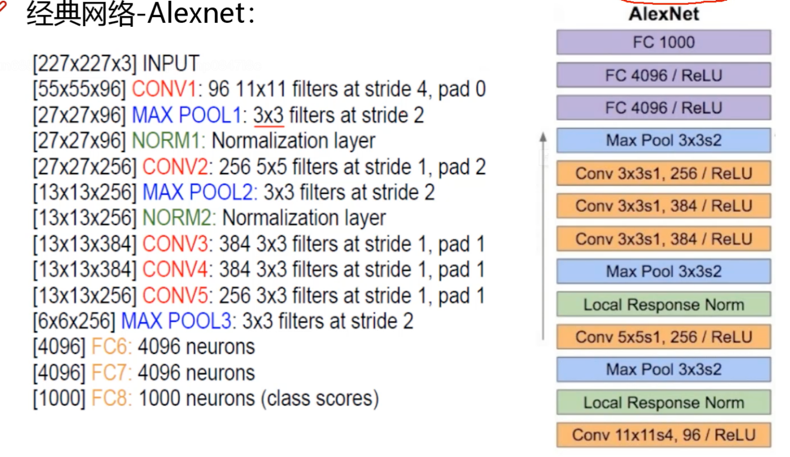 经典网络-Alexnet：
[227x227x3] INPUT
[55x55x96] CONV1: 96 11x11 filters at stride 4, pad 0
[27x27x96] MAX POOL1: 3x3 filters at stride 2
[27x27x96] NORM1: Normalization layer
[27x27x256] CONV2: 256 5x5 filters at stride 1, pad 2
[13x13x256] MAX POOL2: 3x3 filters at stride 2
[13x13x256] NORM2: Normalization layer
[13x13x384] CONV3: 384 3x3 filters at stride 1, pad 1
[13x13x384] CONV4: 384 3x3 filters at stride 1, pad 1
[13x13x256] CONV5: 256 3x3 filters at stride 1, pad 1
[6x6x256] MAX POOL3: 3x3 filters at stride 2
[4096] FC6: 4096 neurons
[4096] FC7: 4096 neurons
[1000] FC8: 1000 neurons (class scores)
AlexNet
FC 1000
FC 4096 / ReLU
FC 4096 / ReLU
Max Pool 3x3s2
Conv 3x3s1, 256 / ReLU
Conv 3x3s1, 384 / ReLU
Conv 3x3s1, 384 / ReLU
Max Pool 3x3s2
Local Response Norm
Conv 5x5s1, 256 / ReLU
Max Pool 3x3s2
Local Response Norm
Conv 11x11s4, 96 / ReLU